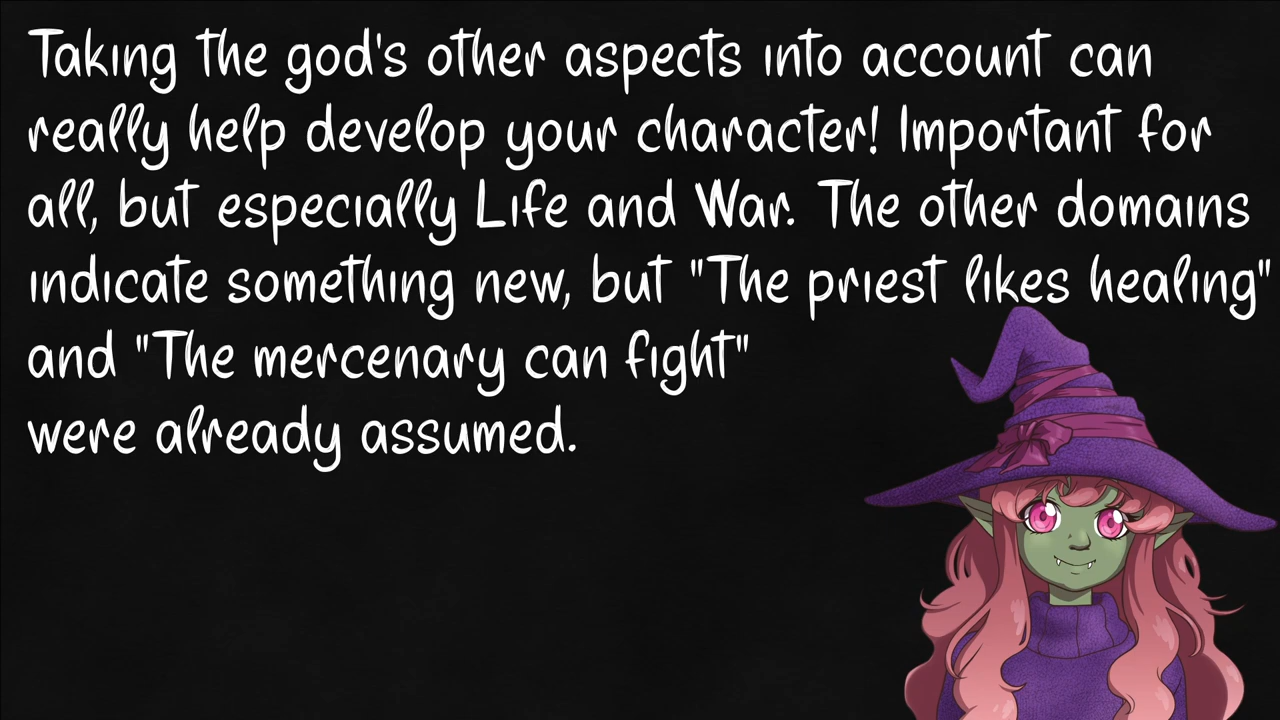 Taking the god's other aspects into account can
really help develop your character! Important for
all, but especially Life and War. The other domains
indicate something new, but "The priest likes healing"
and "The mercenary can fight"
were already assumed.